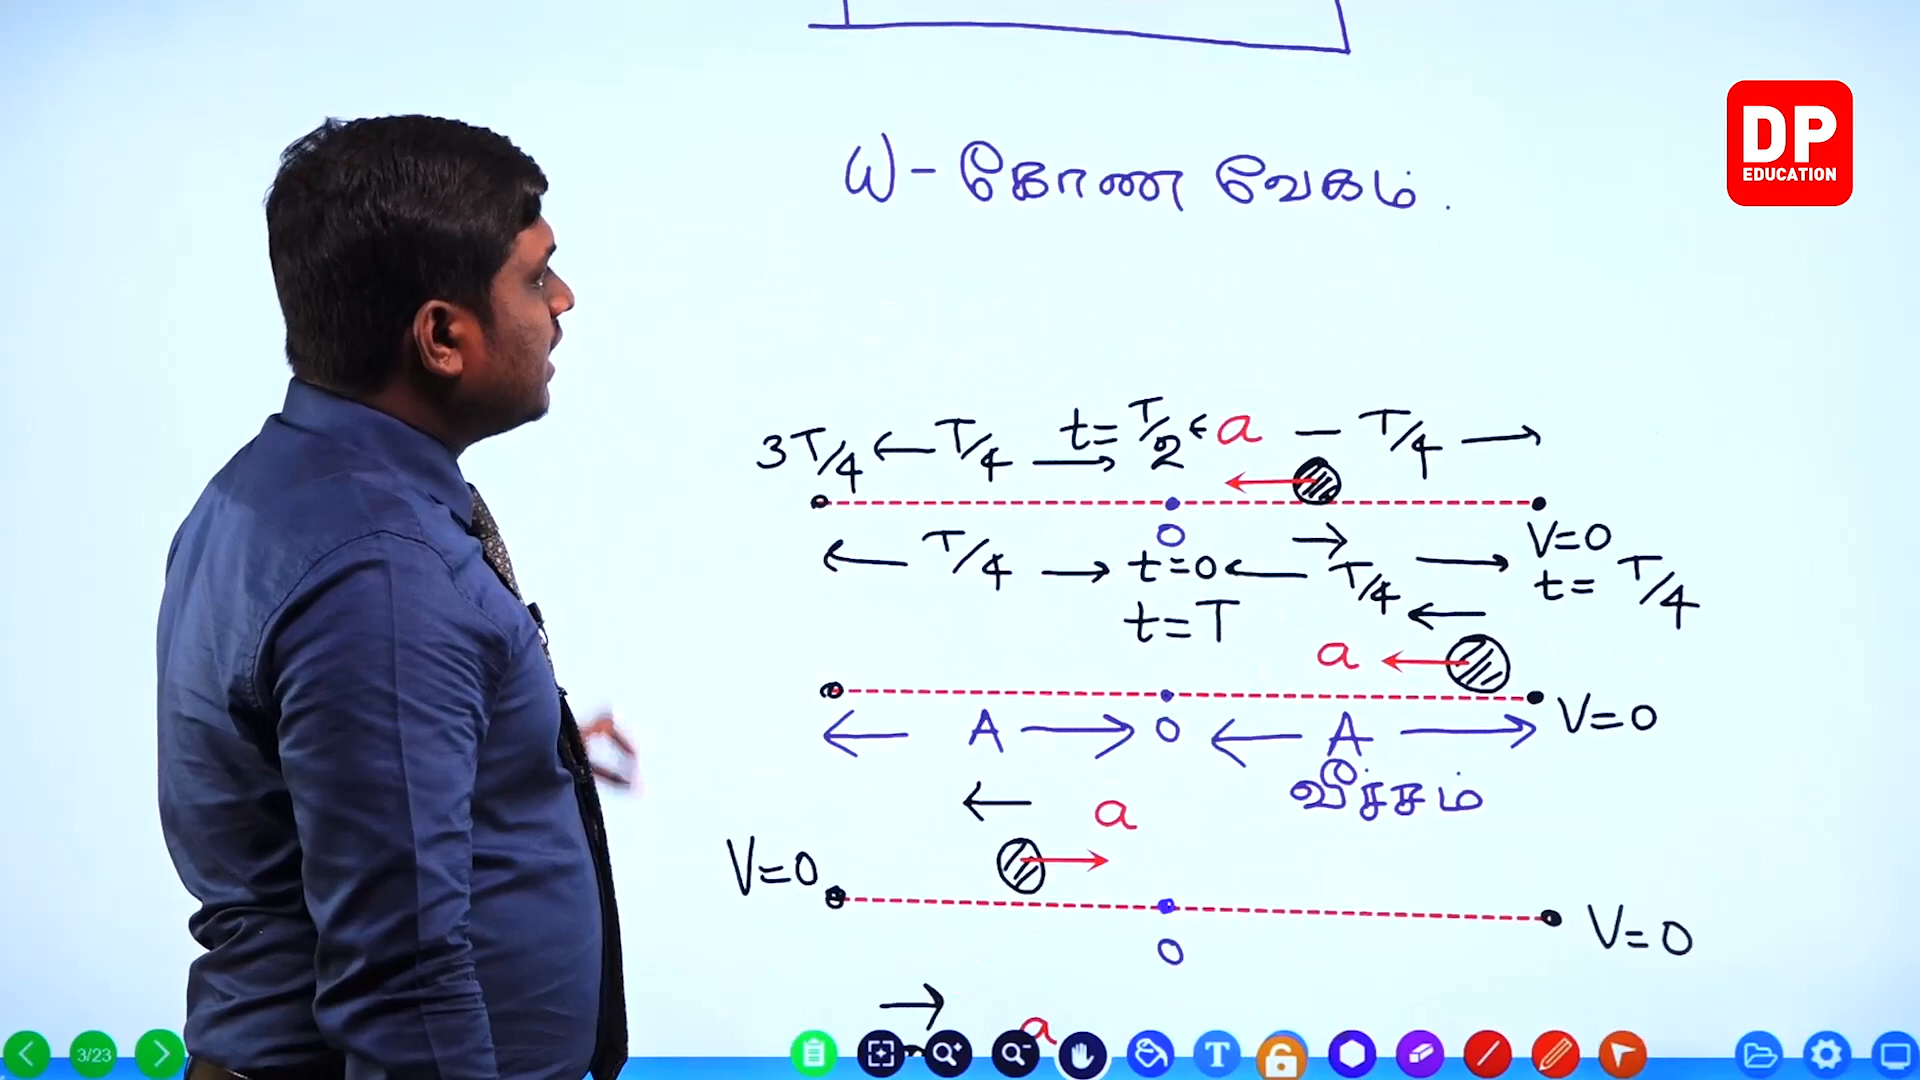 DP
EDUCATION
ω - கோண வேகம்.
3T/4 ← T/4 → t = T/2 ← a — T/4 →
O
← T/4 → t=0 ← T/4 → V=0
t=T t= T/4
a
← A → O ← A → V=0
வீச்சம்
a
V=0
O V=0
a
3/23
T